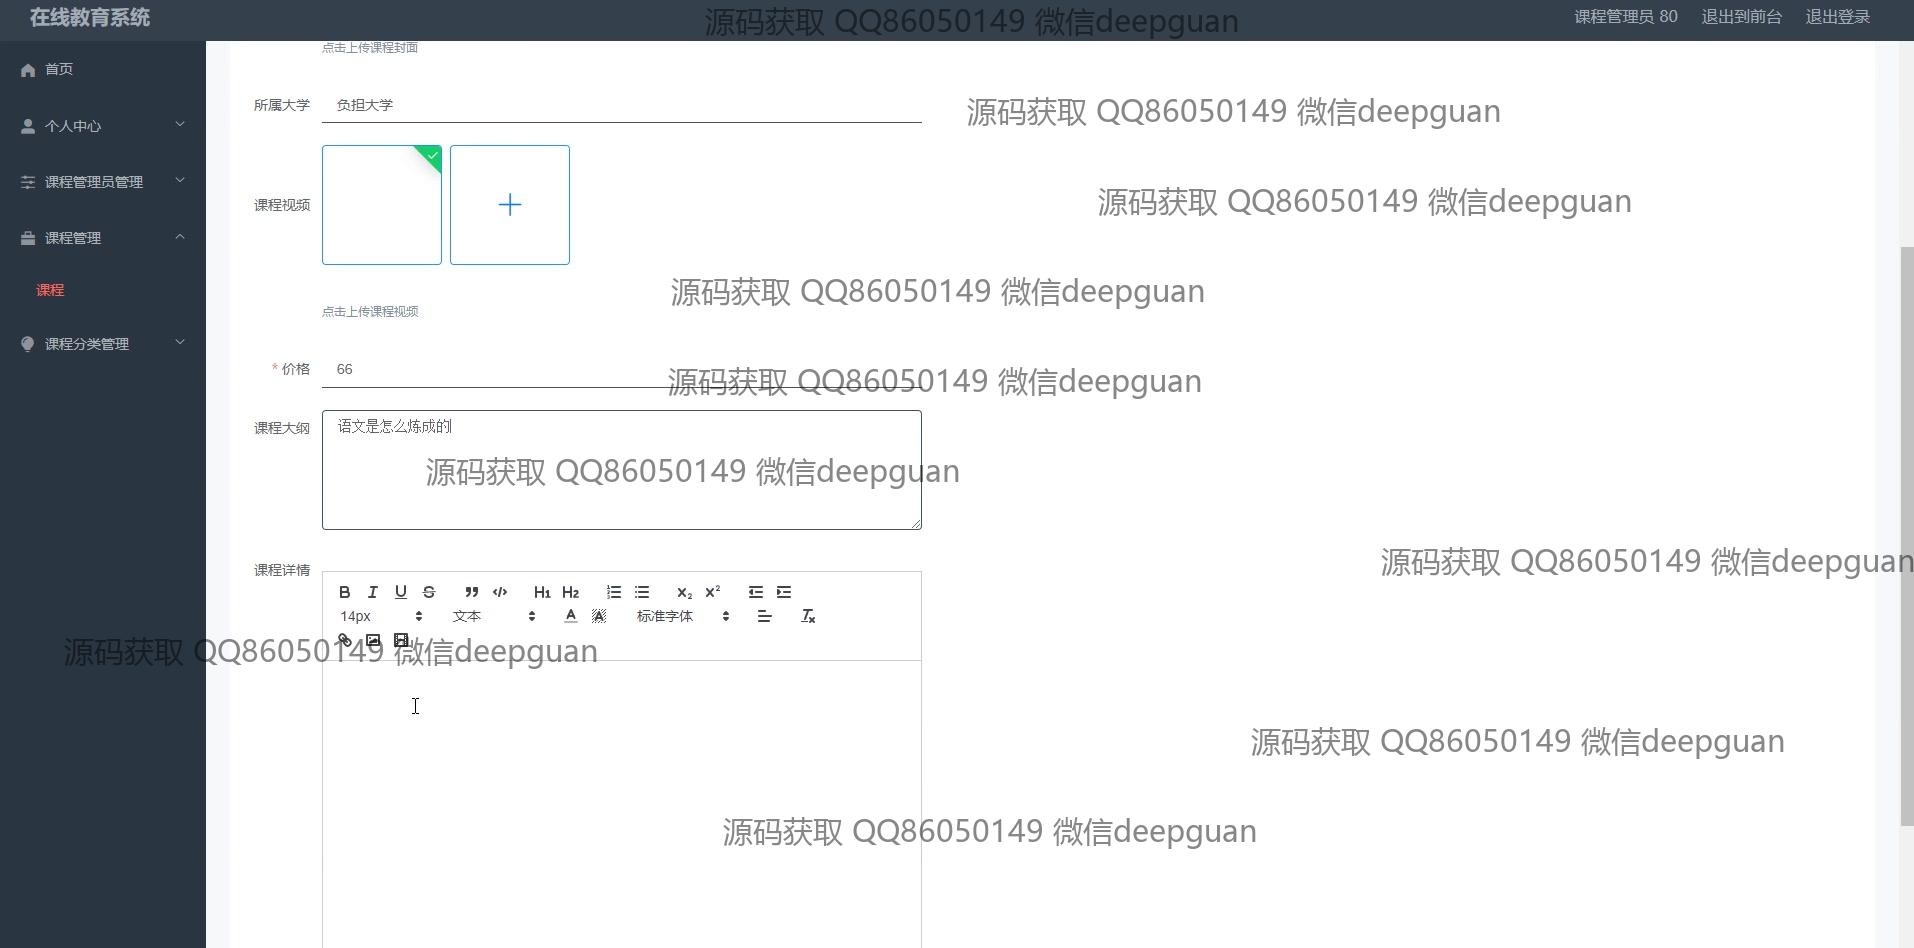 在线教育系统
源码获取 QQ86050149 微信deepguan
课程管理员 80 退出到前台 退出登录
点击上传课程封面
首页
所属大学 负担大学
源码获取 QQ86050149 微信deepguan
个人中心
课程管理员管理
源码获取 QQ86050149 微信deepguan
课程视频
课程管理
课程
源码获取 QQ86050149 微信deepguan
点击上传课程视频
课程分类管理
* 价格 66
源码获取 QQ86050149 微信deepguan
课程大纲 语文是怎么炼成的
源码获取 QQ86050149 微信deepguan
源码获取 QQ86050149 微信deepguan
课程详情
B I U S H1 H2 x2 x2
14px 文本 A A 标准字体 Tx
源码获取 QQ86050149 微信deepguan
源码获取 QQ86050149 微信deepguan
源码获取 QQ86050149 微信deepguan